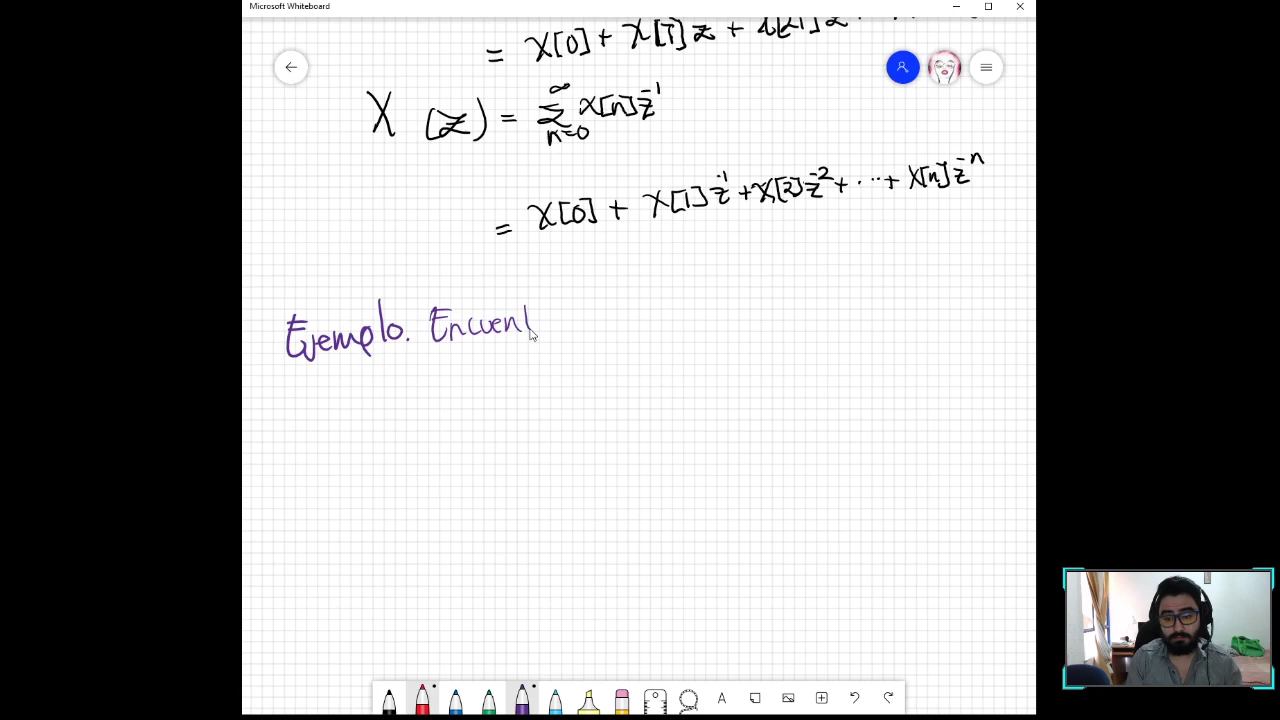 Microsoft Whiteboard
= x[0] + x[1] z +
X (z) = ∞∑n=0 x[n] z⁻¹
= x[0] + x[1] z⁻¹ + x[2] z⁻² + ... + x[n] z⁻ⁿ
Ejemplo. Encuent
A